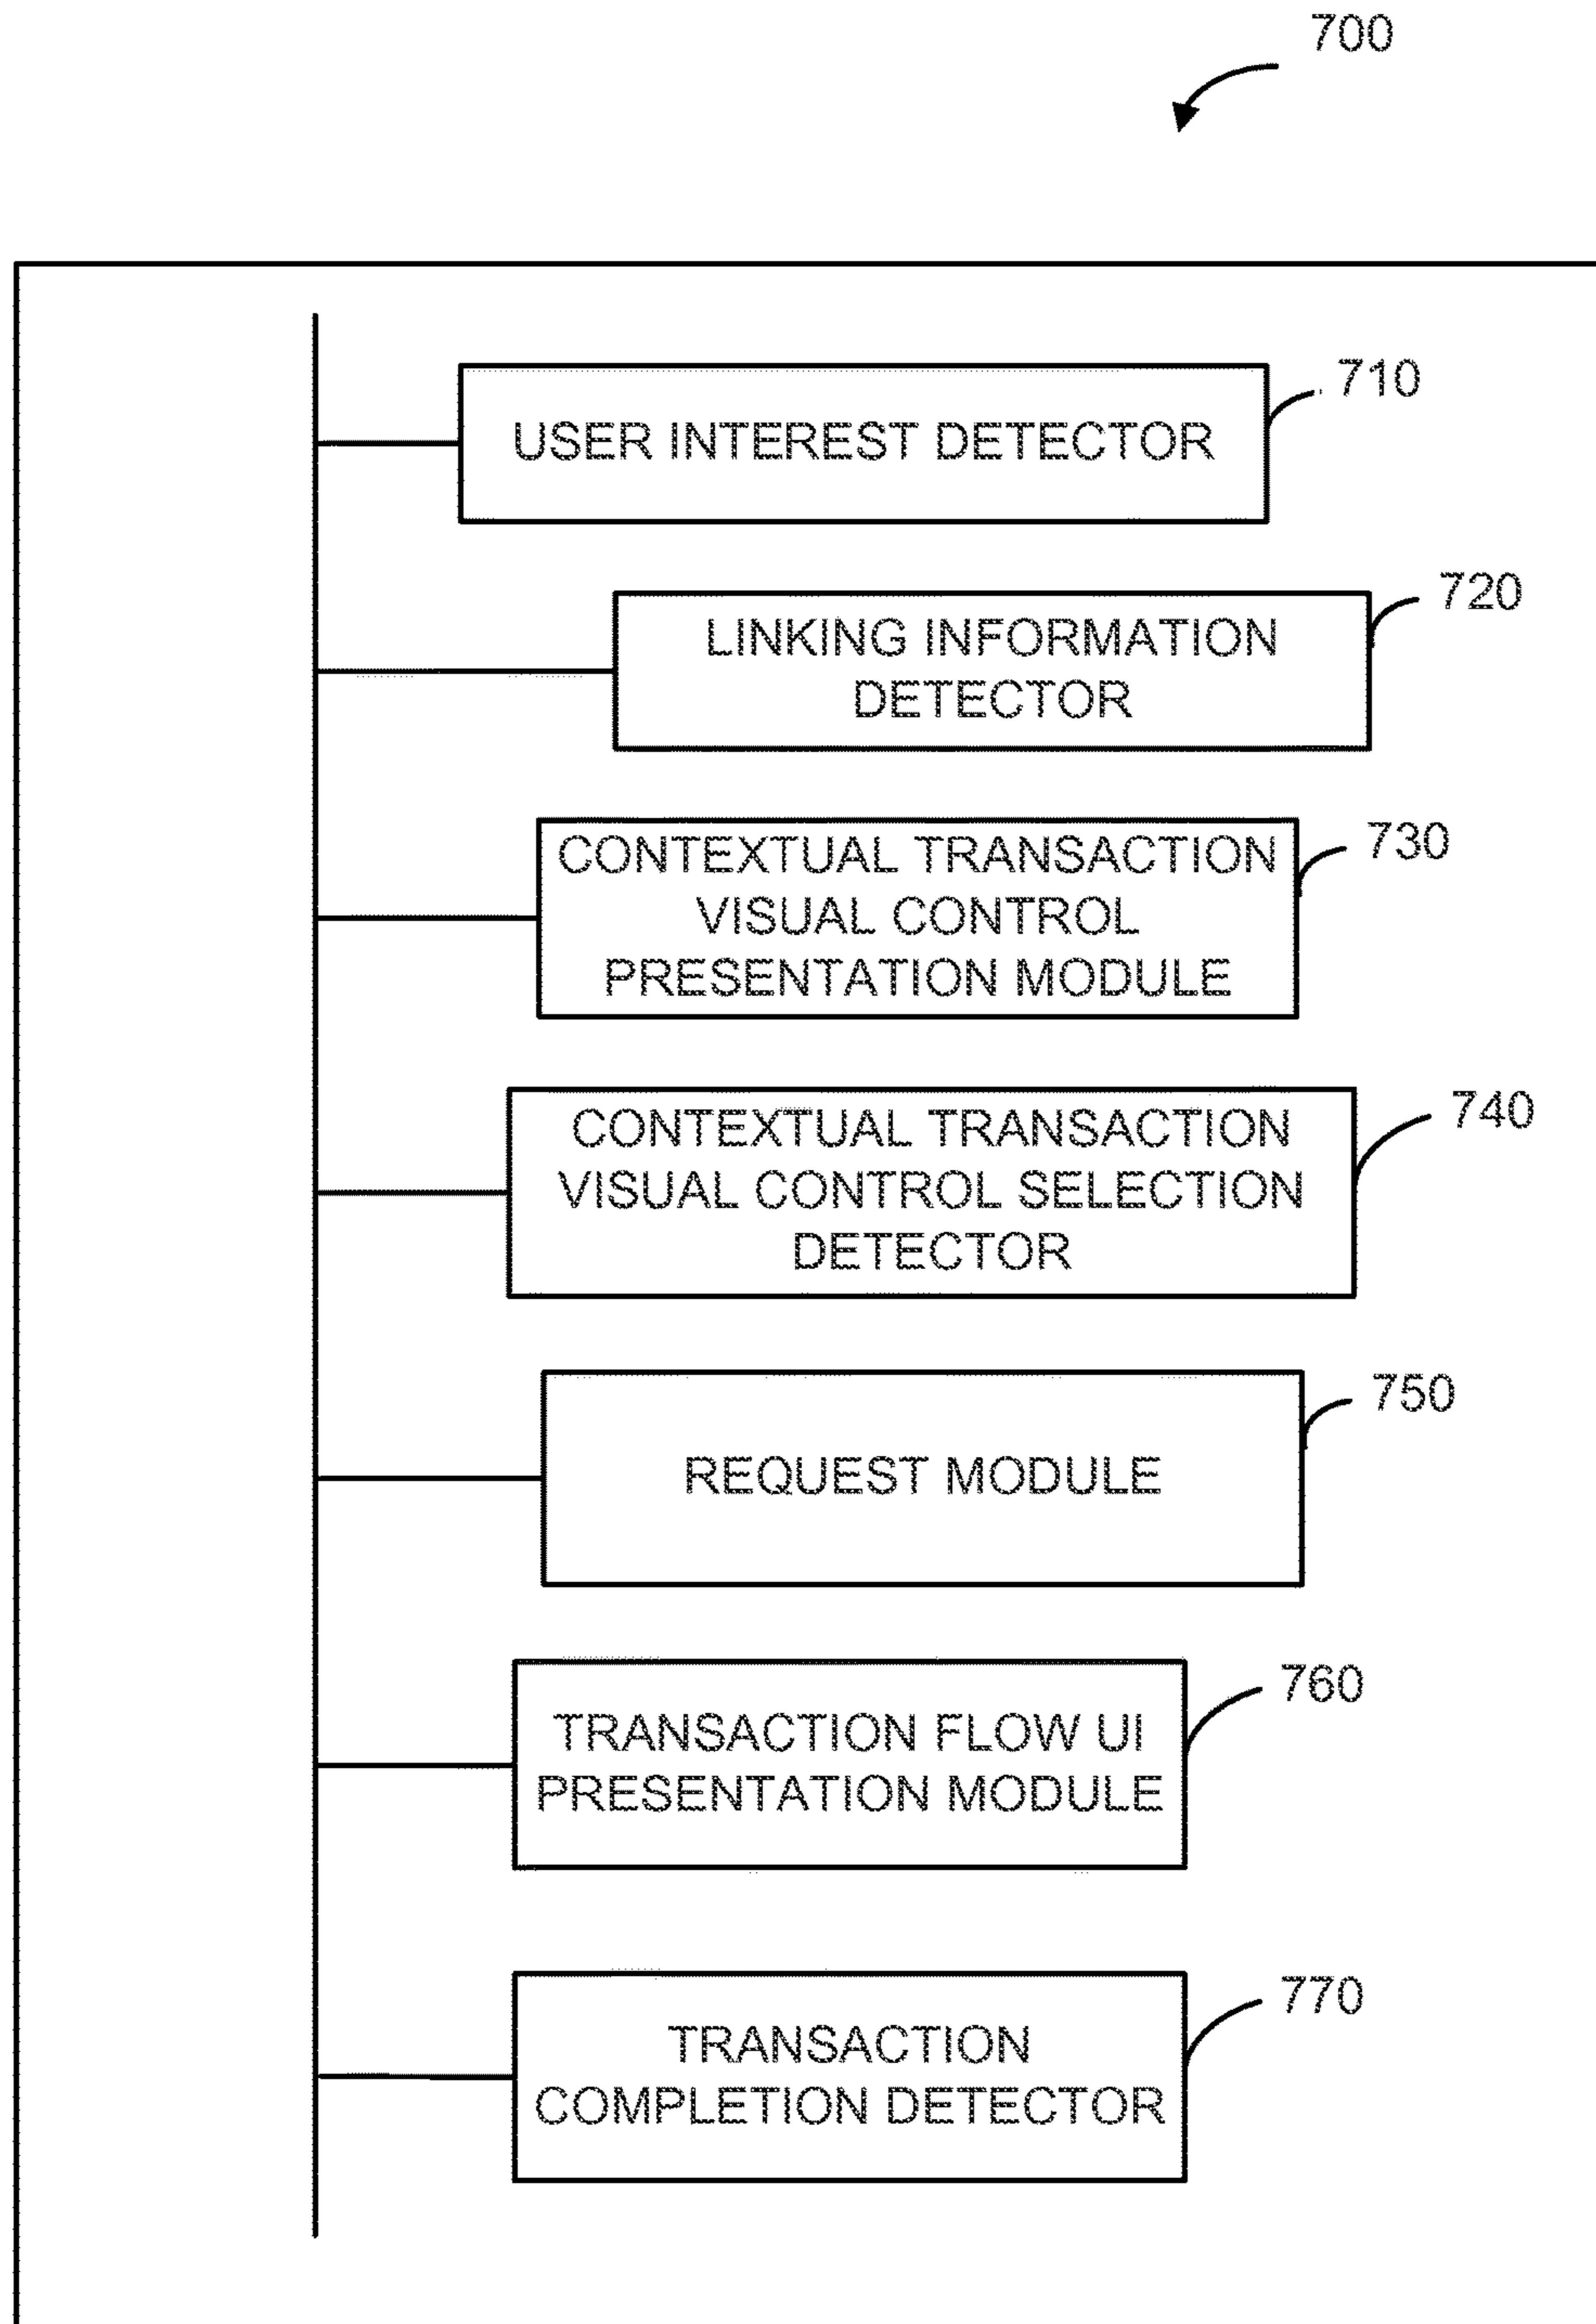 700
710
USER INTEREST DETECTOR
720
LINKING INFORMATION
DETECTOR
730
CONTEXTUAL TRANSACTION
VISUAL CONTROL
PRESENTATION MODULE
740
CONTEXTUAL TRANSACTION
VISUAL CONTROL SELECTION
DETECTOR
750
REQUEST MODULE
760
TRANSACTION FLOW UI
PRESENTATION MODULE
770
TRANSACTION
COMPLETION DETECTOR